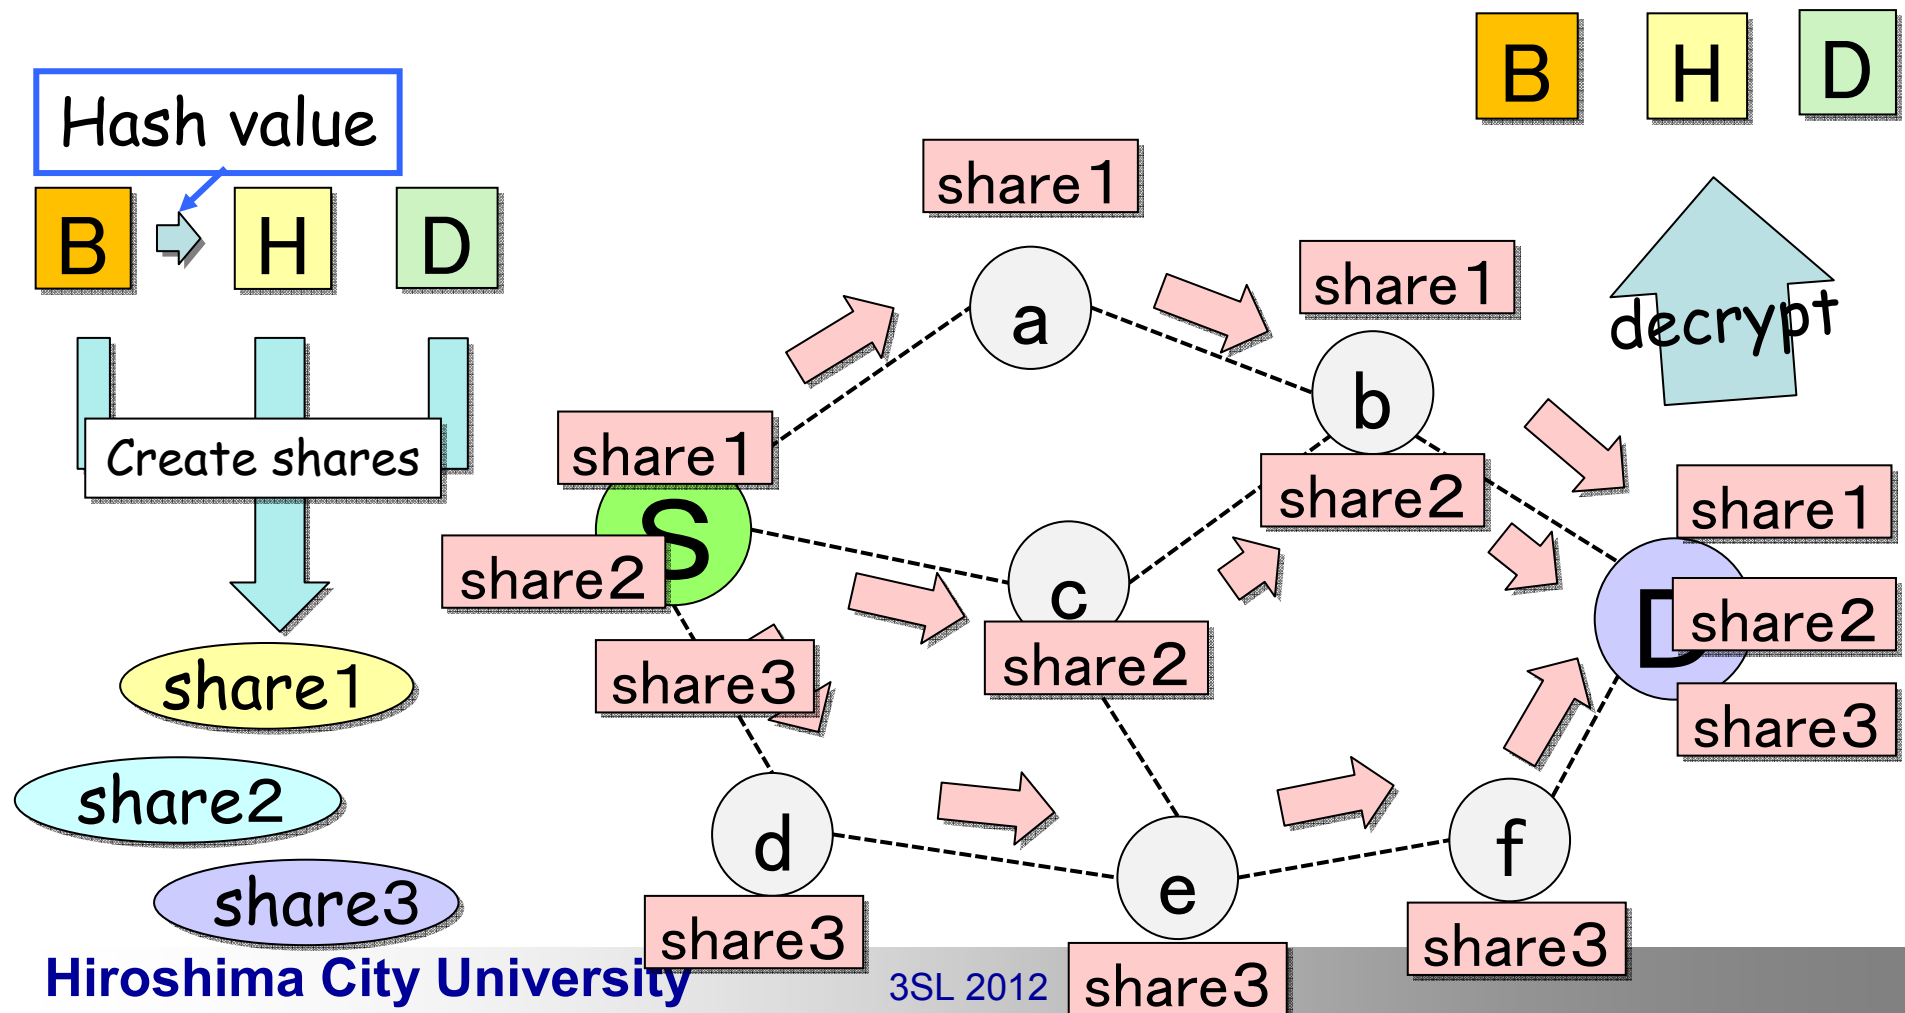 B H D
Hash value
B H D
share1
share1
a
decrypt
b
share1
Create shares
share2
share1
S
share2
c
share2
D
share3
share2
share1
share3
share2
d
f
e
share3
share3
share3
share3
Hiroshima City University
3SL 2012